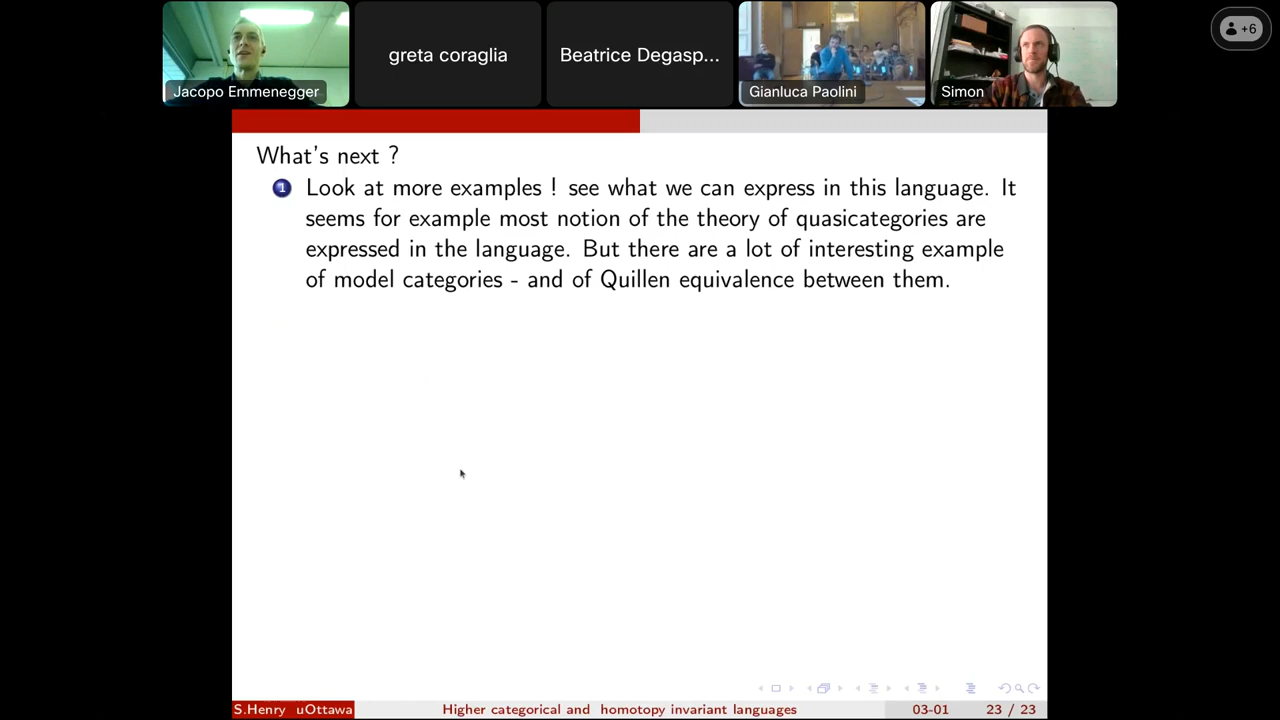 Jacopo Emmenegger
greta coraglia
Beatrice Degasp...
Gianluca Paolini
Simon
+6
What's next ?
1 Look at more examples ! see what we can express in this language. It
seems for example most notion of the theory of quasicategories are
expressed in the language. But there are a lot of interesting example
of model categories - and of Quillen equivalence between them.
S.Henry uOttawa
Higher categorical and homotopy invariant languages
03-01
23 / 23